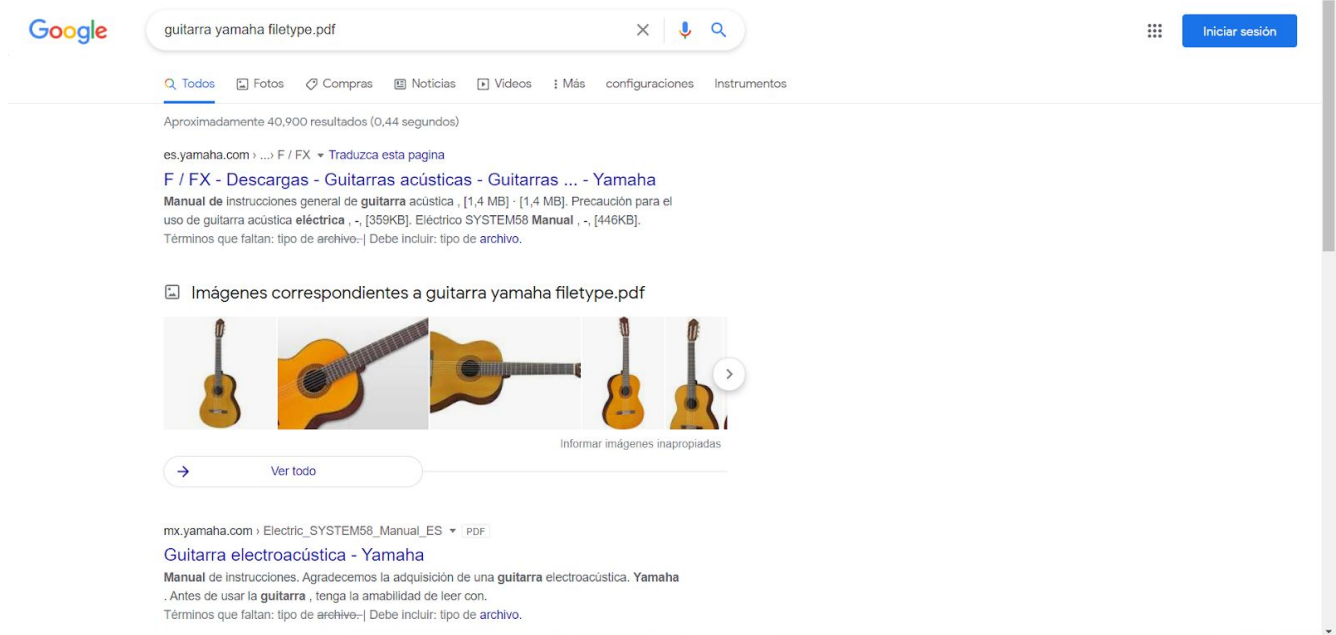 Google
guitarra yamaha filetype.pdf
Iniciar sesión
Todos Fotos Compras Noticias Videos Más configuraciones Instrumentos
Aproximadamente 40,900 resultados (0,44 segundos)
es.yamaha.com › ...› F / FX Traduzca esta pagina
F / FX - Descargas - Guitarras acústicas - Guitarras ... - Yamaha
Manual de instrucciones general de guitarra acústica , [1,4 MB] · [1,4 MB]. Precaución para el
uso de guitarra acústica eléctrica , -, [359KB]. Eléctrico SYSTEM58 Manual , -, [446KB].
Términos que faltan: tipo de archivo. | Debe incluir: tipo de archivo.
Imágenes correspondientes a guitarra yamaha filetype.pdf
Informar imágenes inapropiadas
Ver todo
mx.yamaha.com › Electric_SYSTEM58_Manual_ES PDF
Guitarra electroacústica - Yamaha
Manual de instrucciones. Agradecemos la adquisición de una guitarra electroacústica. Yamaha
. Antes de usar la guitarra , tenga la amabilidad de leer con.
Términos que faltan: tipo de archivo. | Debe incluir: tipo de archivo.